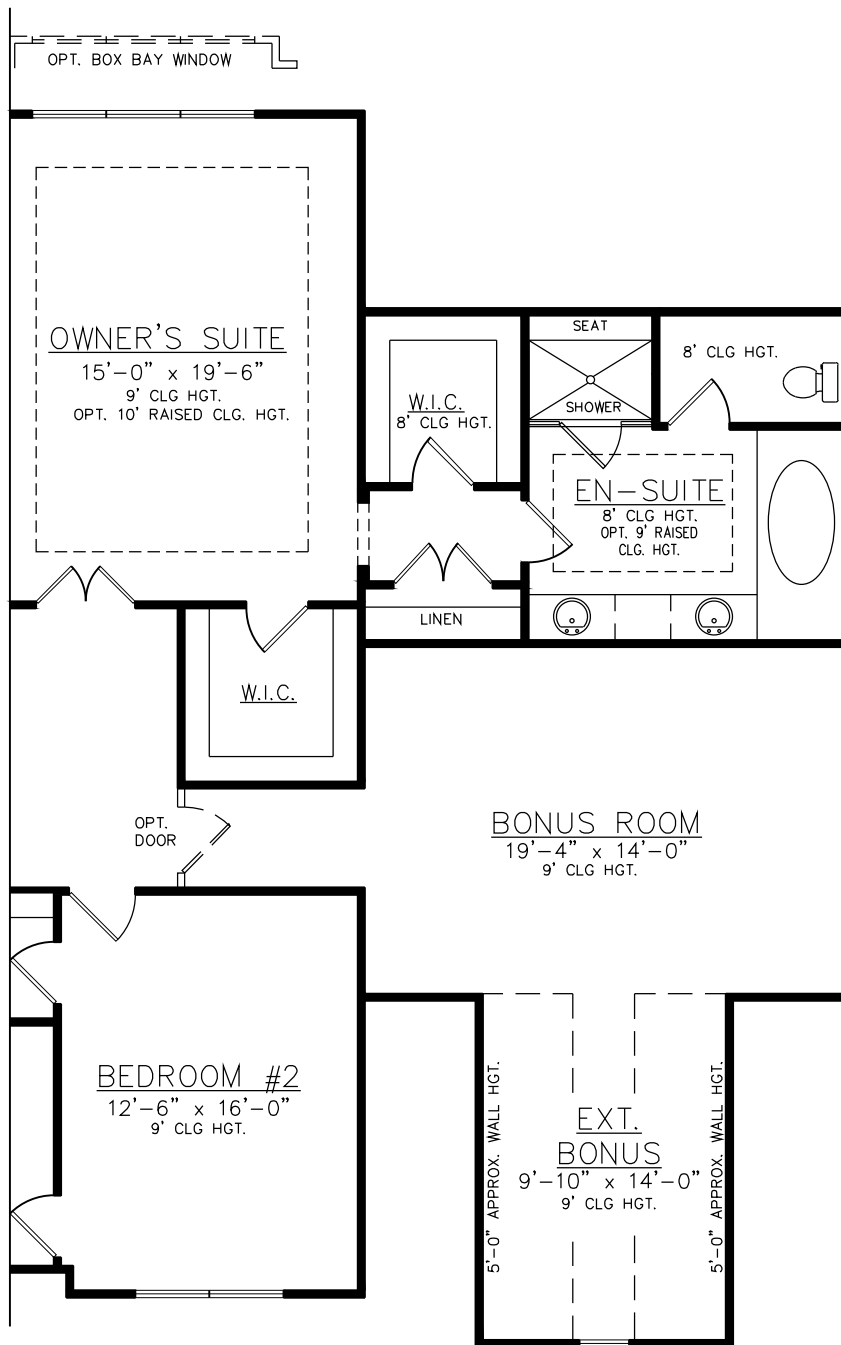 OPT. BOX BAY WINDOW
OWNER'S SUITE
15'-0" x 19'-6"
9' CLG HGT.
OPT. 10' RAISED CLG. HGT.
W.I.C.
8' CLG HGT.
SEAT
SHOWER
8' CLG HGT.
EN-SUITE
8' CLG HGT.
OPT. 9' RAISED
CLG. HGT.
LINEN
W.I.C.
OPT.
DOOR
BONUS ROOM
19'-4" x 14'-0"
9' CLG HGT.
BEDROOM #2
12'-6" x 16'-0"
9' CLG HGT.
5'-0" APPROX. WALL HGT.
EXT.
BONUS
9'-10" x 14'-0"
9' CLG HGT.
5'-0" APPROX. WALL HGT.